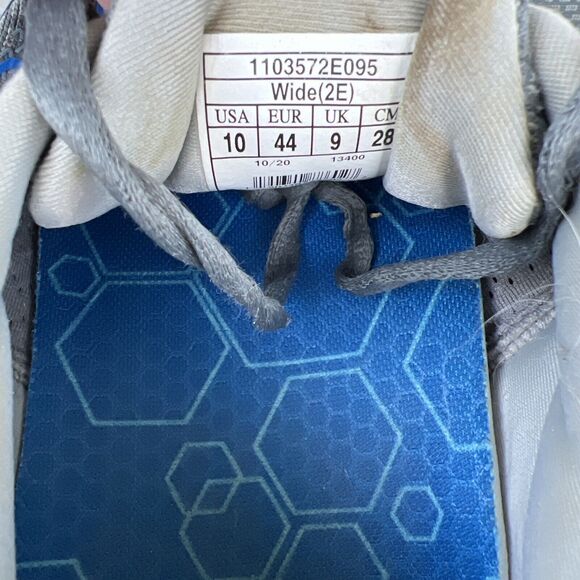 1103572E095
Wide(2E)
USA EUR UK CM
10 44 9 28
10/20 13400